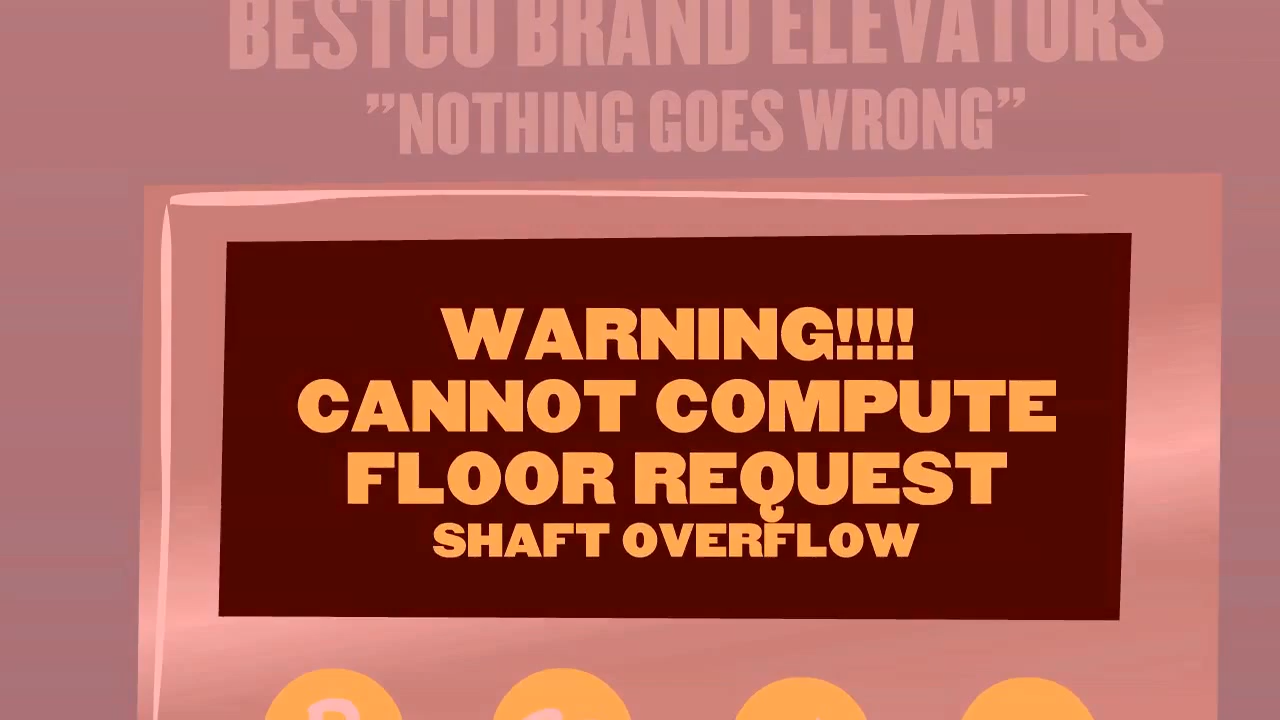 BESTCO BRAND ELEVATORS
”NOTHING GOES WRONG”
WARNING!!!!
CANNOT COMPUTE
FLOOR REQUEST
SHAFT OVERFLOW